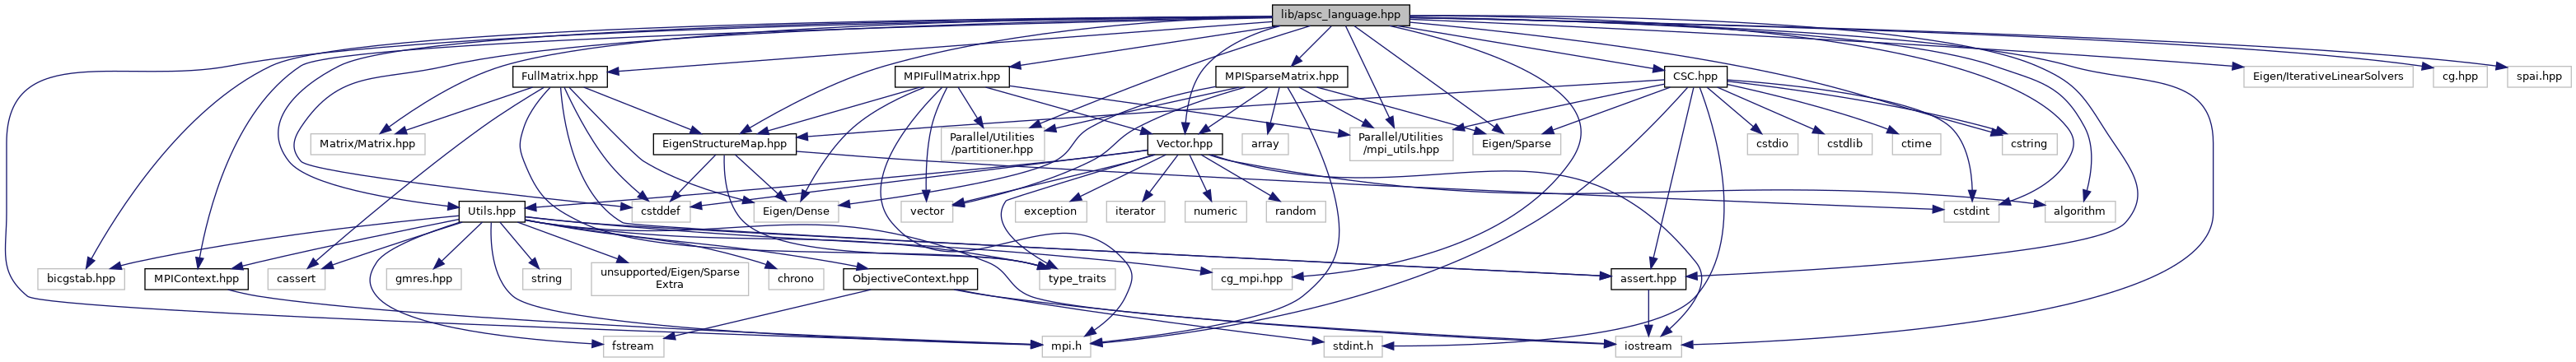 lib/apsc_language.hpp
FullMatrix.hpp
MPIFullMatrix.hpp
MPISparseMatrix.hpp
CSC.hpp
Eigen/IterativeLinearSolvers
cg.hpp
spai.hpp
Matrix/Matrix.hpp
EigenStructureMap.hpp
Parallel/Utilities
/partitioner.hpp
Vector.hpp
array
Parallel/Utilities
/mpi_utils.hpp
Eigen/Sparse
cstdio
cstdlib
ctime
cstring
Utils.hpp
cstddef
Eigen/Dense
vector
exception
iterator
numeric
random
cstdint
algorithm
bicgstab.hpp
MPIContext.hpp
cassert
gmres.hpp
string
unsupported/Eigen/Sparse
Extra
chrono
ObjectiveContext.hpp
type_traits
cg_mpi.hpp
assert.hpp
fstream
mpi.h
stdint.h
iostream